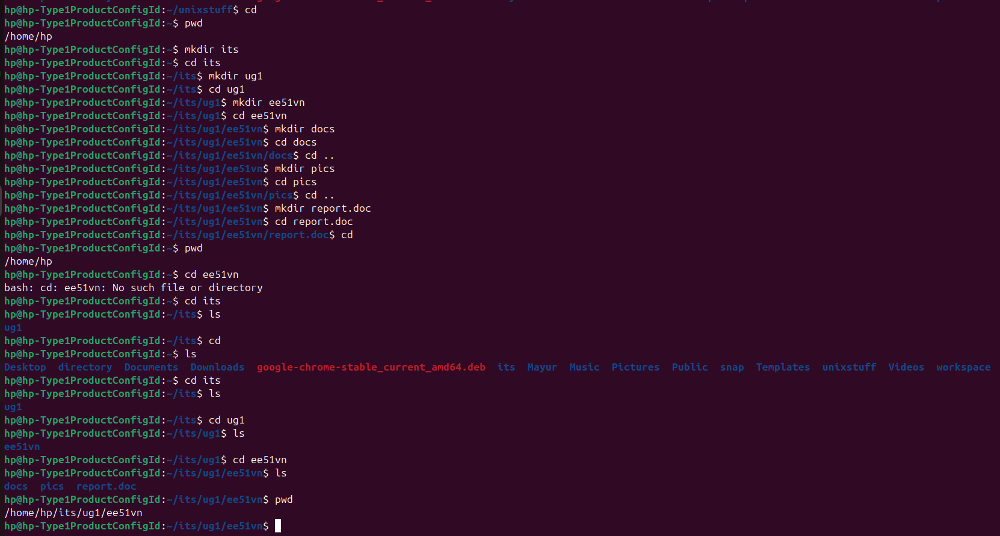 hp@hp-Type1ProductConfigId:~/unixstuff$ cd
hp@hp-Type1ProductConfigId:~$ pwd
/home/hp
hp@hp-Type1ProductConfigId:~$ mkdir its
hp@hp-Type1ProductConfigId:~$ cd its
hp@hp-Type1ProductConfigId:~/its$ mkdir ug1
hp@hp-Type1ProductConfigId:~/its$ cd ug1
hp@hp-Type1ProductConfigId:~/its/ug1$ mkdir ee51vn
hp@hp-Type1ProductConfigId:~/its/ug1$ cd ee51vn
hp@hp-Type1ProductConfigId:~/its/ug1/ee51vn$ mkdir docs
hp@hp-Type1ProductConfigId:~/its/ug1/ee51vn$ cd docs
hp@hp-Type1ProductConfigId:~/its/ug1/ee51vn/docs$ cd ..
hp@hp-Type1ProductConfigId:~/its/ug1/ee51vn$ mkdir pics
hp@hp-Type1ProductConfigId:~/its/ug1/ee51vn$ cd pics
hp@hp-Type1ProductConfigId:~/its/ug1/ee51vn/pics$ cd ..
hp@hp-Type1ProductConfigId:~/its/ug1/ee51vn$ mkdir report.doc
hp@hp-Type1ProductConfigId:~/its/ug1/ee51vn$ cd report.doc
hp@hp-Type1ProductConfigId:~/its/ug1/ee51vn/report.doc$ cd
hp@hp-Type1ProductConfigId:~$ pwd
/home/hp
hp@hp-Type1ProductConfigId:~$ cd ee51vn
bash: cd: ee51vn: No such file or directory
hp@hp-Type1ProductConfigId:~$ cd its
hp@hp-Type1ProductConfigId:~/its$ ls
ug1
hp@hp-Type1ProductConfigId:~/its$ cd
hp@hp-Type1ProductConfigId:~$ ls
Desktop directory Documents Downloads google-chrome-stable_current_amd64.deb its Mayur Music Pictures Public snap Templates unixstuff Videos workspace
hp@hp-Type1ProductConfigId:~$ cd its
hp@hp-Type1ProductConfigId:~/its$ ls
ug1
hp@hp-Type1ProductConfigId:~/its$ cd ug1
hp@hp-Type1ProductConfigId:~/its/ug1$ ls
ee51vn
hp@hp-Type1ProductConfigId:~/its/ug1$ cd ee51vn
hp@hp-Type1ProductConfigId:~/its/ug1/ee51vn$ ls
docs pics report.doc
hp@hp-Type1ProductConfigId:~/its/ug1/ee51vn$ pwd
/home/hp/its/ug1/ee51vn
hp@hp-Type1ProductConfigId:~/its/ug1/ee51vn$